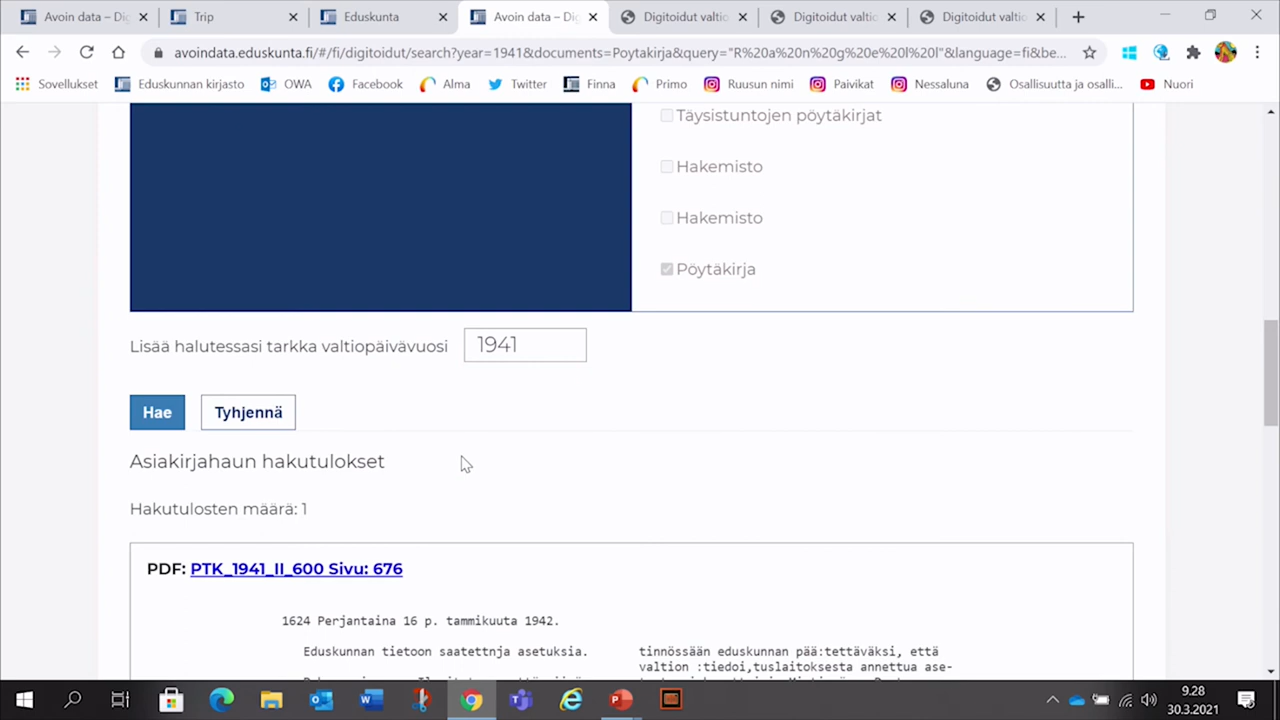 Avoin data – Di
Trip
Eduskunta
Avoin data – Di
Digitoidut valtio
Digitoidut valti
Digitoidut valtio
avoindata.eduskunta.fi/#/fi/digitoidut/search?year=1941&documents=Poytakirja&query="R%20a%20n%20g%20e%20l%20l"&language=fi&be...
Sovellukset
Eduskunnan kirjasto
OWA
Facebook
Alma
Twitter
Finna
Primo
Ruusun nimi
Paivikat
Nessaluna
Osallisuutta ja osalli...
Nuori
Täysistuntojen pöytäkirjat
Hakemisto
Hakemisto
Pöytäkirja
Lisää halutessasi tarkka valtiopäivävuosi 1941
Hae Tyhjennä
Asiakirjahaun hakutulokset
Hakutulosten määrä: 1
PDF: PTK_1941_II_600 Sivu: 676
1624 Perjantaina 16 p. tammikuuta 1942.
Eduskunnan tietoon saatettnja asetuksia.
tinnössään eduskunnan pää:tettäväksi, että
valtion :tiedoi,tuslaitoksesta annettua ase-
9.28
30.3.2021